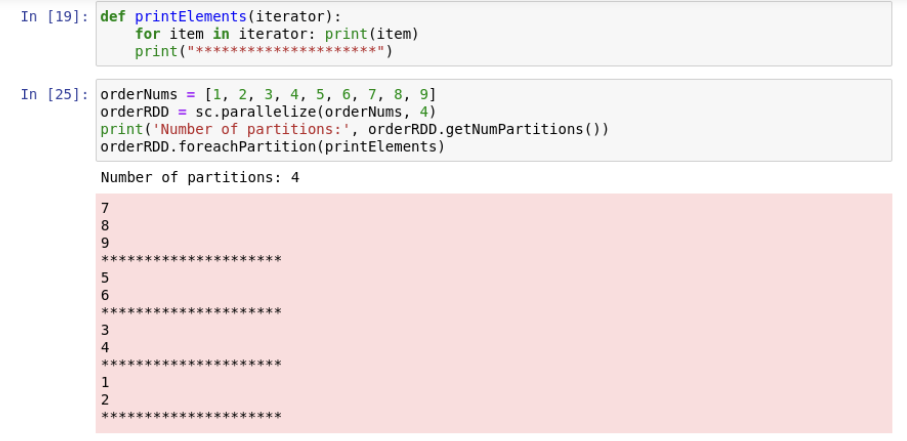 In [19]: def printElements(iterator):
    for item in iterator: print(item)
    print("*********************")
In [25]: orderNums = [1, 2, 3, 4, 5, 6, 7, 8, 9]
orderRDD = sc.parallelize(orderNums, 4)
print('Number of partitions:', orderRDD.getNumPartitions())
orderRDD.foreachPartition(printElements)
Number of partitions: 4
7
8
9
*********************
5
6
*********************
3
4
*********************
1
2
*********************